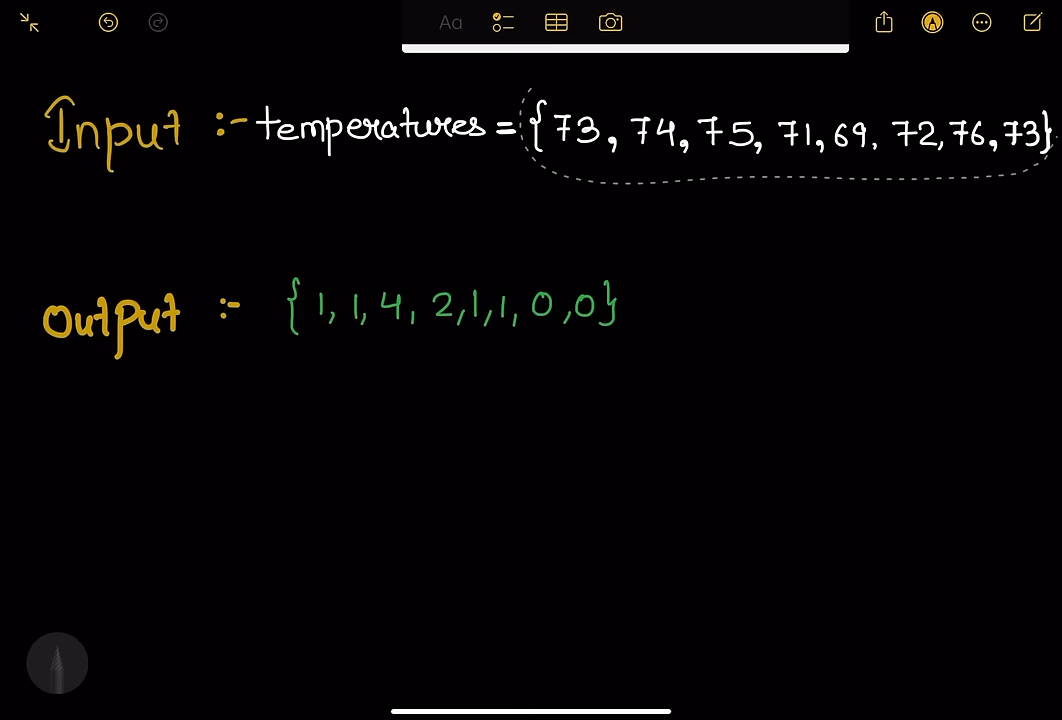 Aa
Input :- temperatures = {73, 74, 75, 71, 69, 72, 76, 73}
Output :- {1, 1, 4, 2, 1, 1, 0, 0}